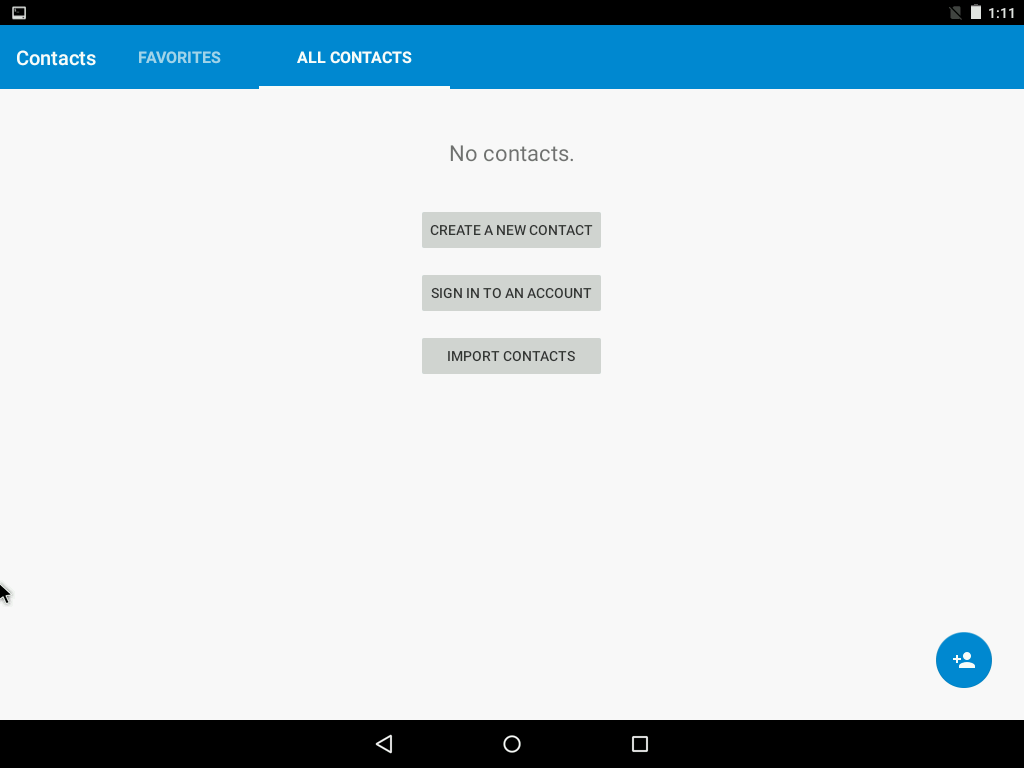 1:11
Contacts FAVORITES ALL CONTACTS
No contacts.
CREATE A NEW CONTACT
SIGN IN TO AN ACCOUNT
IMPORT CONTACTS